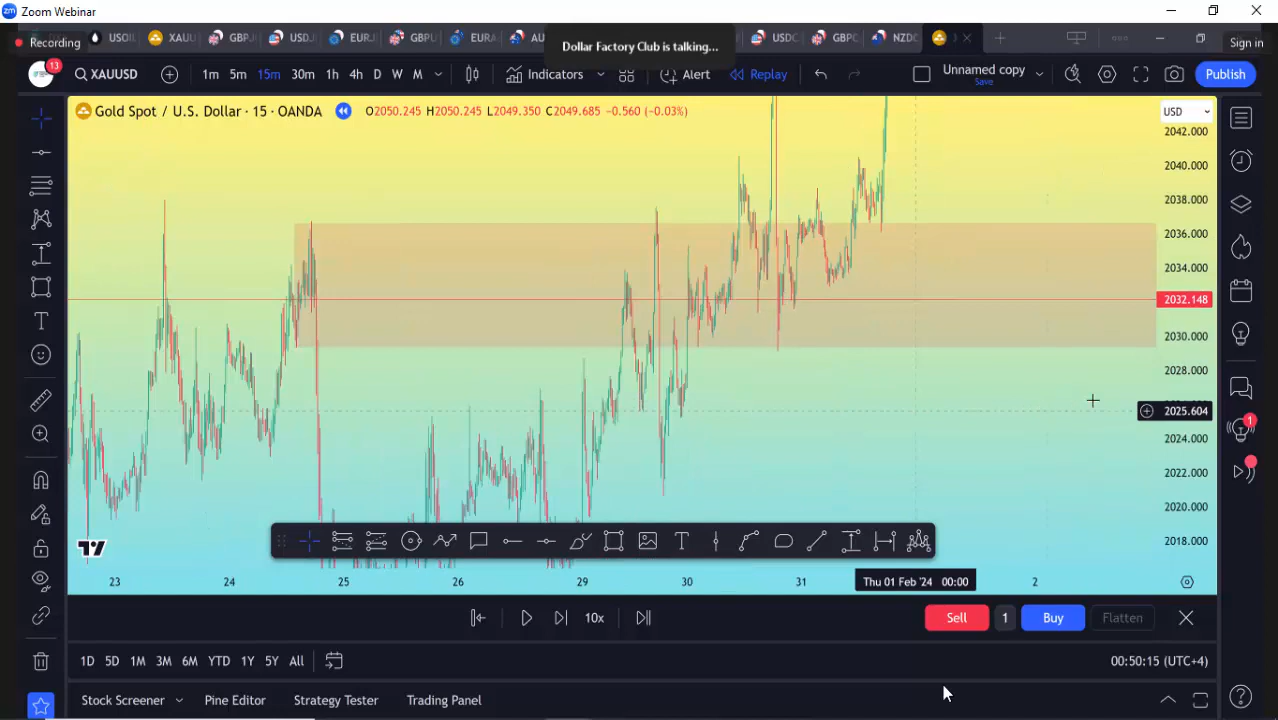 Zoom Webinar
Recording
USOIL
XAUU
GBPJ
USDJ
EURJ
GBPU
EURA
AU
Dollar Factory Club is talking...
USDC
GBPC
NZDC
Sign in
13
XAUUSD
1m 5m 15m 30m 1h 4h D W M
Indicators
Alert
Replay
Unnamed copy
Save
Publish
Gold Spot / U.S. Dollar · 15 · OANDA
O2050.245 H2050.245 L2049.350 C2049.685 -0.560 (-0.03%)
USD
2042.000
2040.000
2038.000
2036.000
2034.000
2032.148
2030.000
2028.000
2025.604
2024.000
2022.000
2020.000
2018.000
1
23 24 25 26 29 30 31 Thu 01 Feb '24 00:00 2
10x
Sell 1 Buy Flatten
1D 5D 1M 3M 6M YTD 1Y 5Y All
00:50:15 (UTC+4)
Stock Screener Pine Editor Strategy Tester Trading Panel